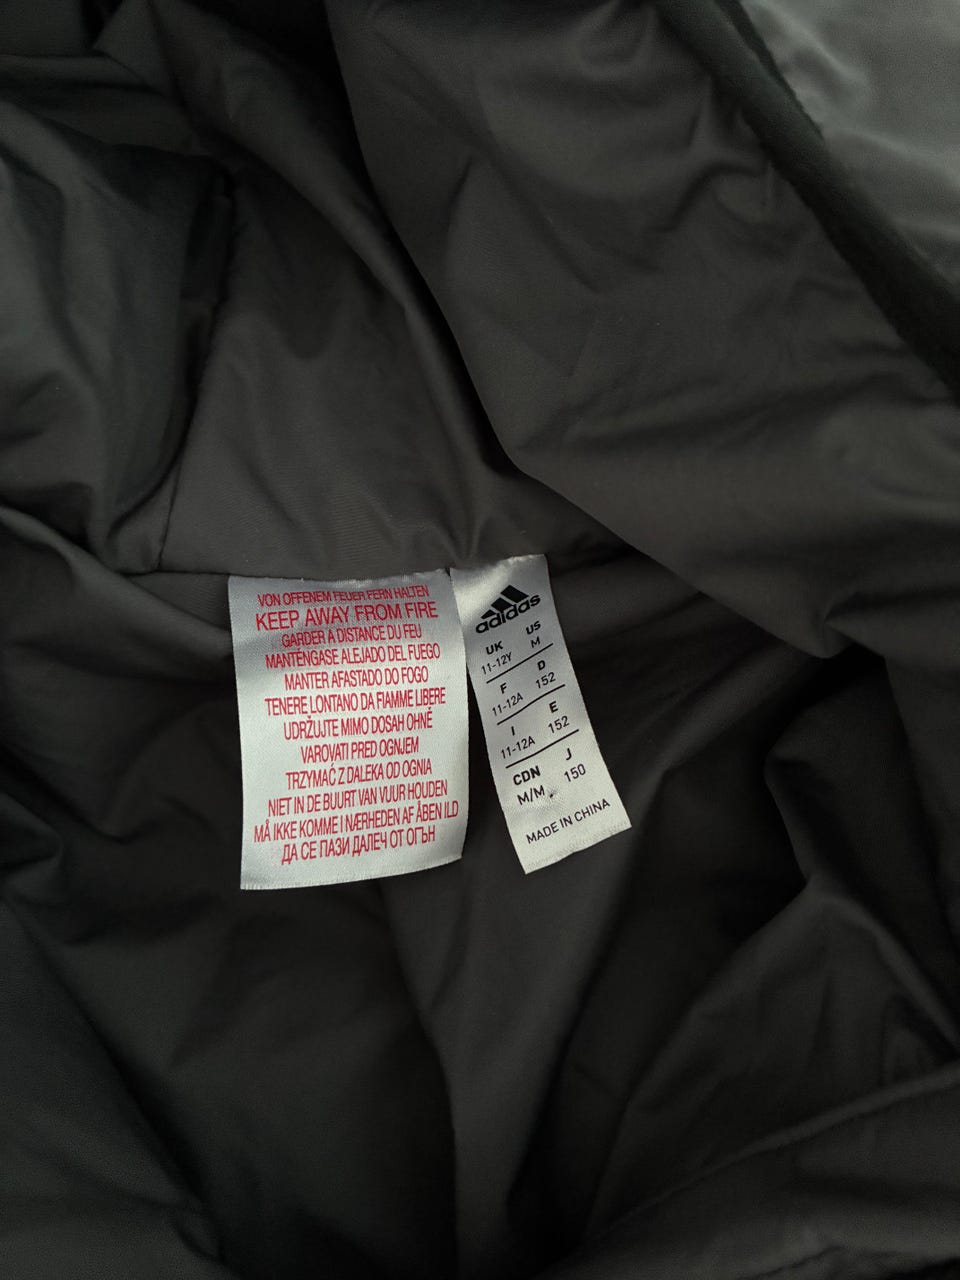 VON OFFENEM FEUER FERN HALTEN
KEEP AWAY FROM FIRE
GARDER À DISTANCE DU FEU
MANTÉNGASE ALEJADO DEL FUEGO
MANTER AFASTADO DO FOGO
TENERE LONTANO DA FIAMME LIBERE
UDRŽUJTE MIMO DOSAH OHNĚ
VAROVATI PRED OGNJEM
TRZYMAĆ Z DALEKA OD OGNIA
NIET IN DE BUURT VAN VUUR HOUDEN
MÅ IKKE KOMME I NÆRHEDEN AF ÅBEN ILD
ДА СЕ ПАЗИ ДАЛЕЧ ОТ ОГЪН
adidas
UK US
11-12Y M
F D
11-12A 152
I E
11-12A 152
CDN J
M/M 150
MADE IN CHINA